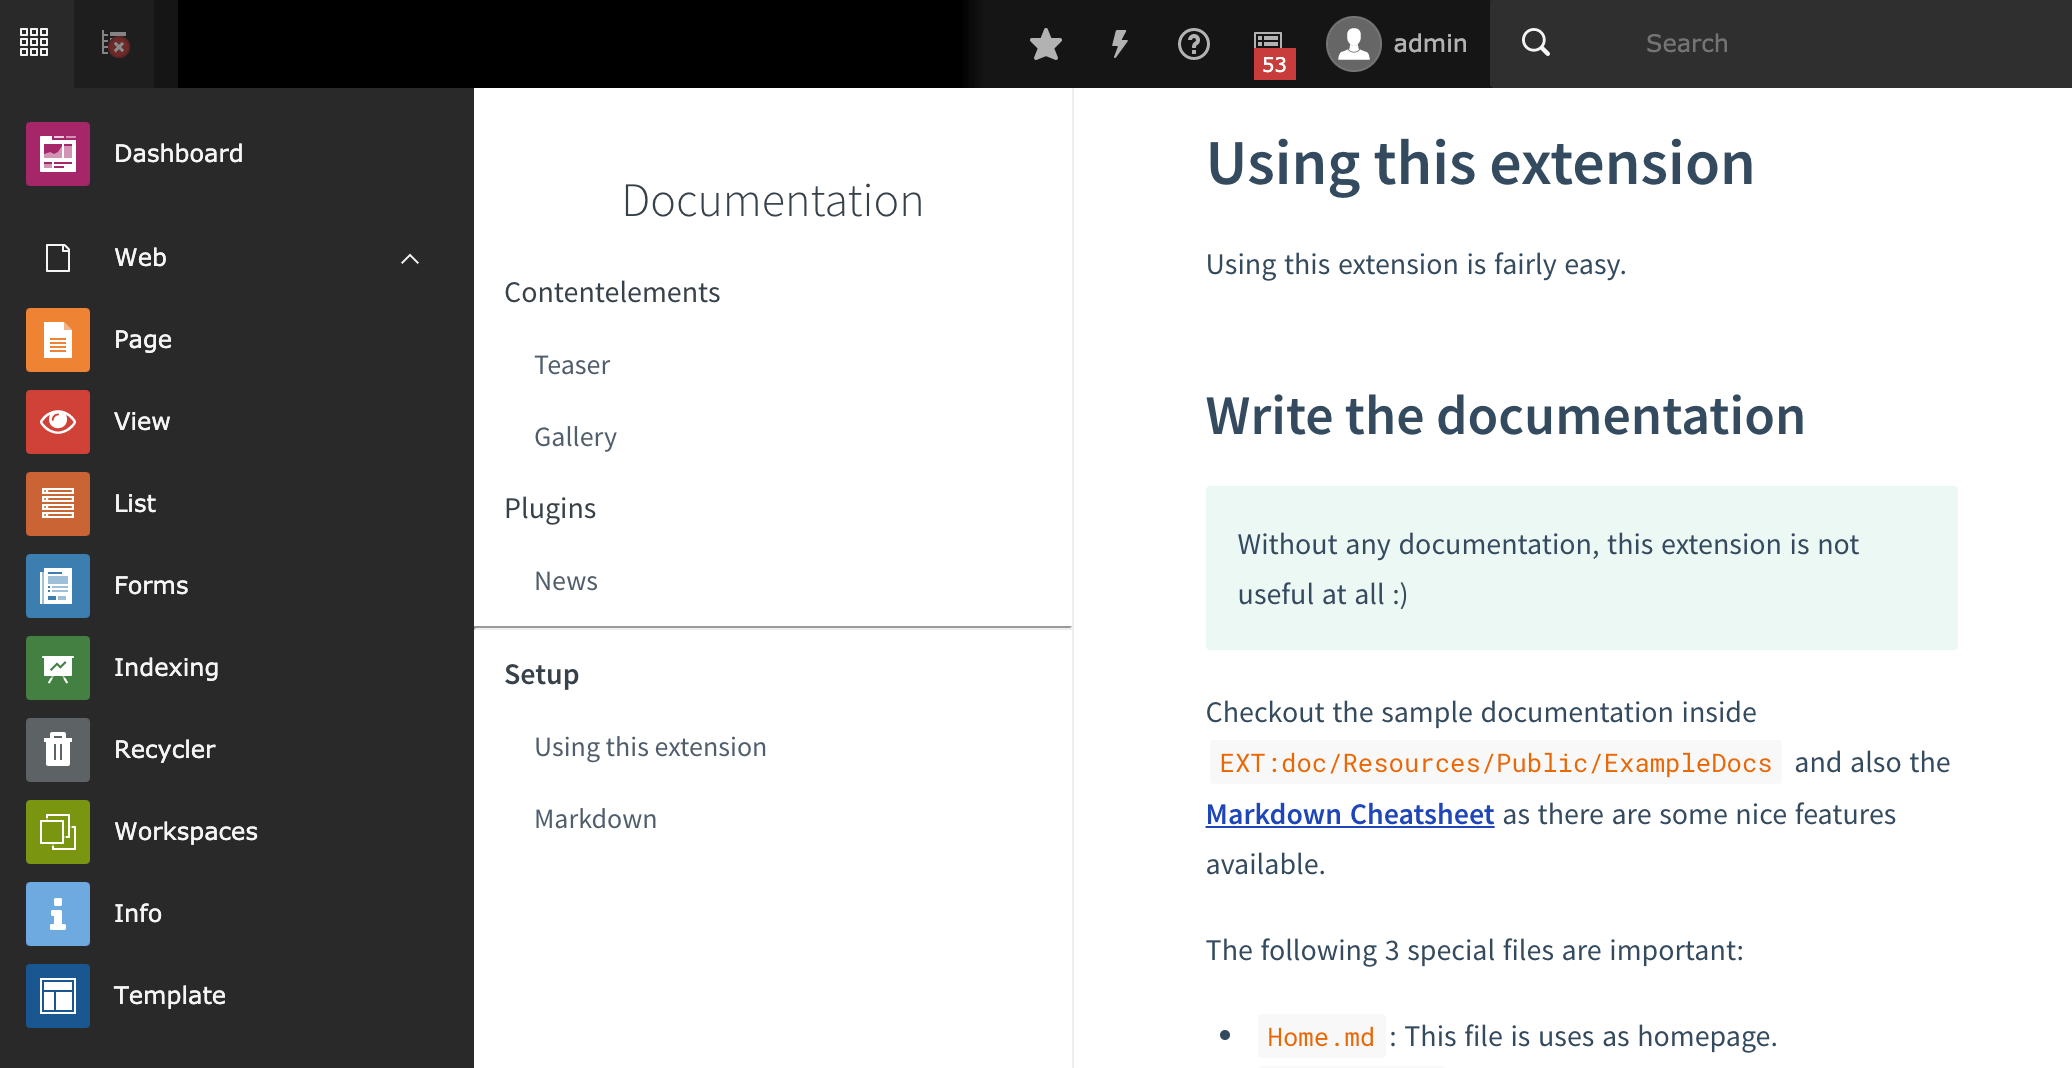 53
admin
Search
Dashboard
Web
Page
View
List
Forms
Indexing
Recycler
Workspaces
Info
Template
Documentation
Contentelements
Teaser
Gallery
Plugins
News
Setup
Using this extension
Markdown
Using this extension
Using this extension is fairly easy.
Write the documentation
Without any documentation, this extension is not
useful at all :)
Checkout the sample documentation inside
EXT:doc/Resources/Public/ExampleDocs and also the
Markdown Cheatsheet as there are some nice features
available.
The following 3 special files are important:
• Home.md : This file is uses as homepage.